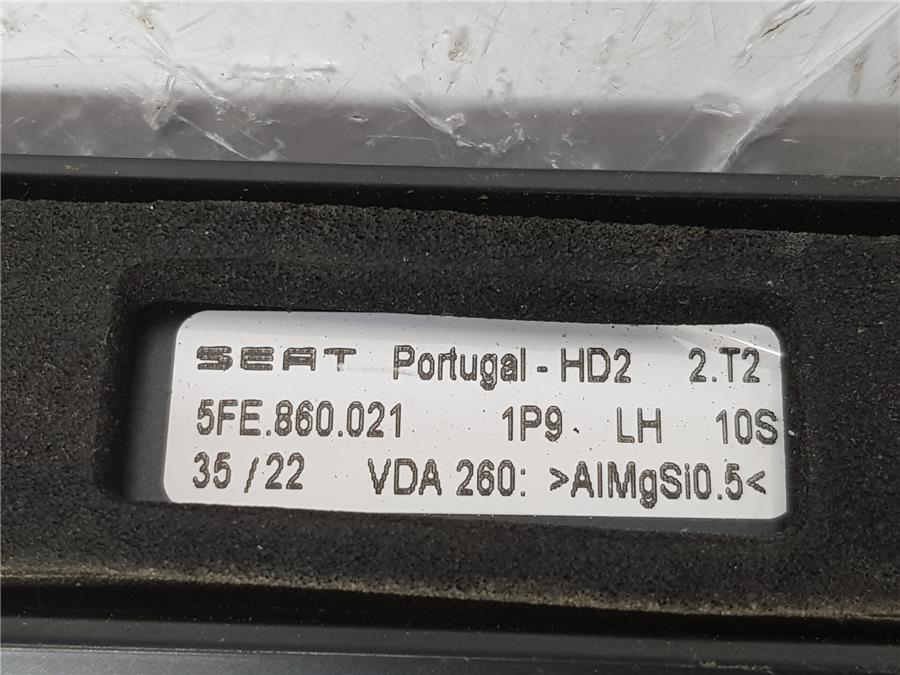 SEAT Portugal - HD2 2.T2
5FE.860.021 1P9 LH 10S
35 / 22 VDA 260: >AlMgSi0.5<